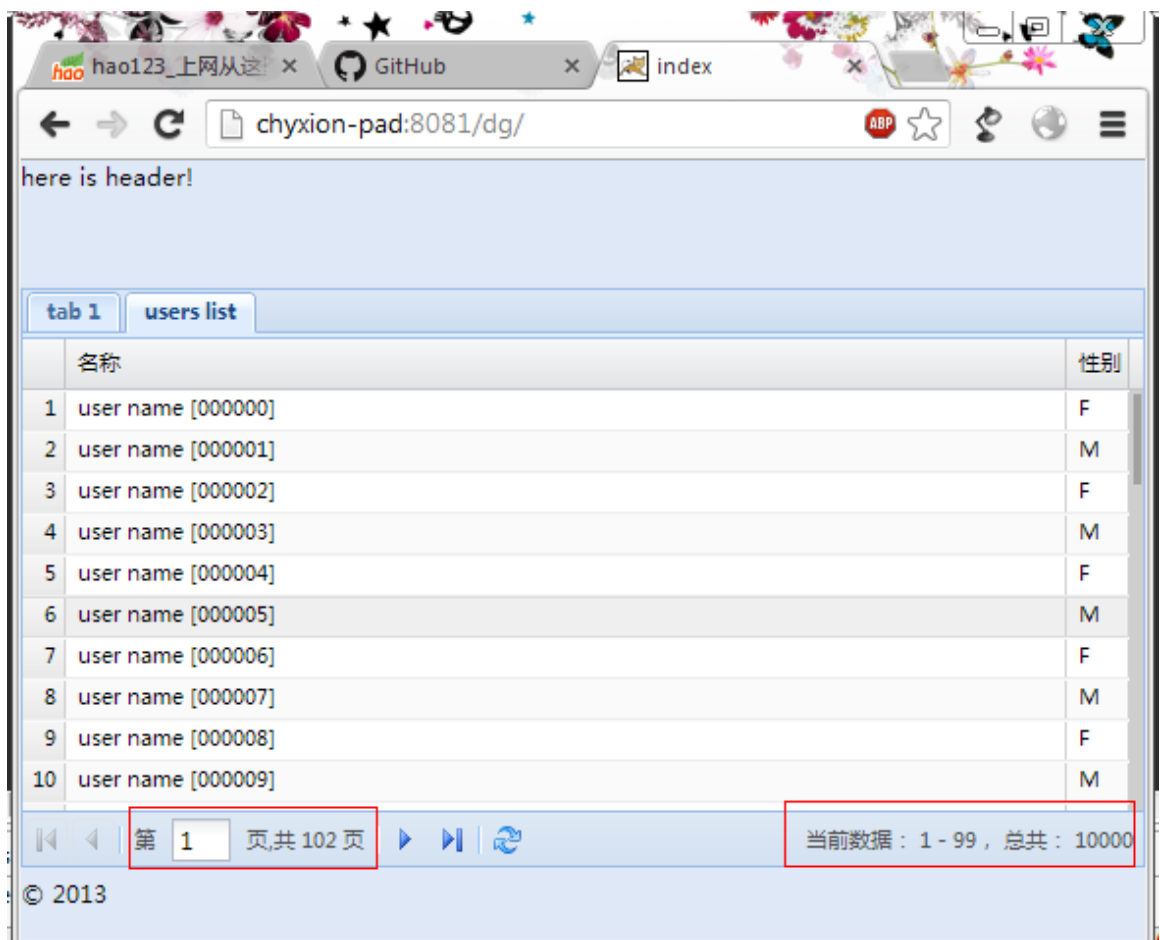 hao123_上网从这 GitHub index
chyxion-pad:8081/dg/ ABP
here is header!
tab 1 users list
名称 性别
1 user name [000000] F
2 user name [000001] M
3 user name [000002] F
4 user name [000003] M
5 user name [000004] F
6 user name [000005] M
7 user name [000006] F
8 user name [000007] M
9 user name [000008] F
10 user name [000009] M
第 1 页,共 102 页 当前数据： 1 - 99 ， 总共： 10000
© 2013